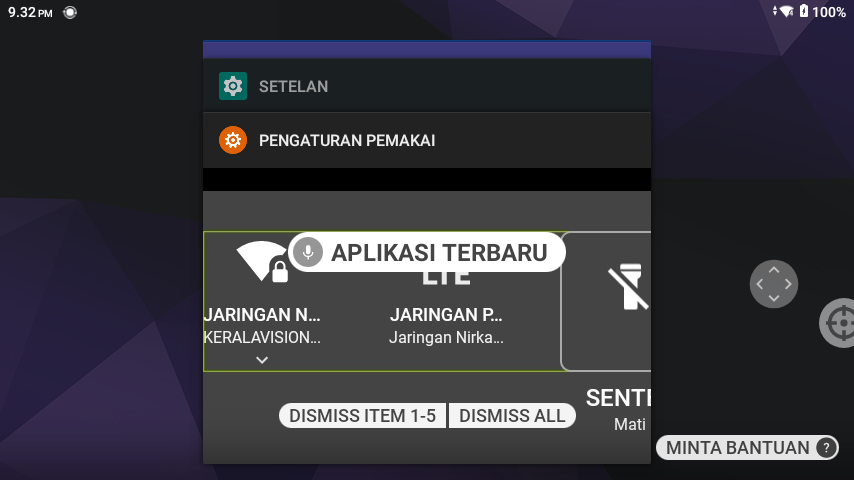 9.32 PM
100%
SETELAN
PENGATURAN PEMAKAI
APLIKASI TERBARU
LTE
JARINGAN N...
JARINGAN P...
KERALAVISION...
Jaringan Nirka...
SENTE
Mati
DISMISS ITEM 1-5
DISMISS ALL
MINTA BANTUAN ?